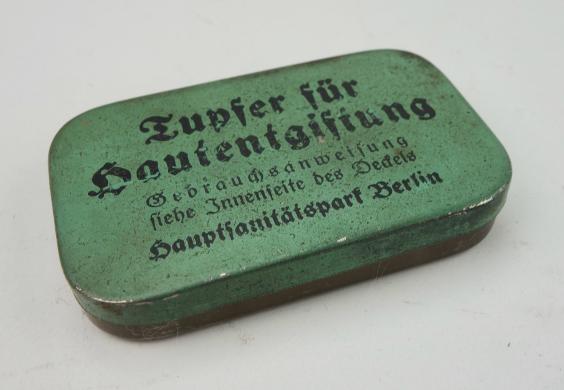 Tupfer für
Hautentgiftung
Gebrauchsanweisung
siehe Innenseite des Deckels
Hauptsanitätspark Berlin